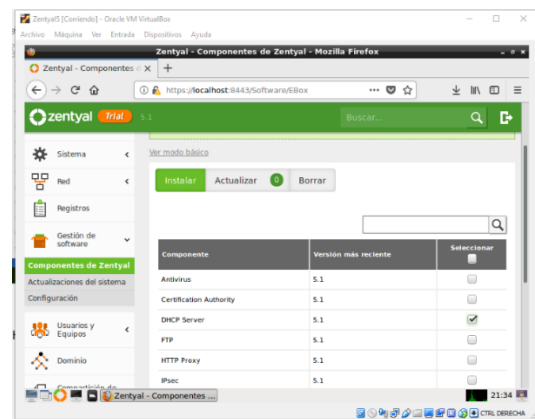 Zentyal5 [Corriendo] - Oracle VM VirtualBox
Archivo Máquina Ver Entrada Dispositivos Ayuda
Zentyal - Componentes de Zentyal - Mozilla Firefox
Zentyal - Componentes d
https://localhost:8443/Software/EBox
zentyal Trial 5.1 Buscar...
Ver modo básico
Sistema
Instalar Actualizar 0 Borrar
Red
Registros
Gestión de software
Componente Versión más reciente Seleccionar
Componentes de Zentyal
Actualizaciones del sistema
Configuración
Antivirus 5.1
Certification Authority 5.1
DHCP Server 5.1
FTP 5.1
HTTP Proxy 5.1
IPsec 5.1
Usuarios y Equipos
Dominio
Compartición de
Zentyal - Componentes ... 21:34
CTRL DERECHA